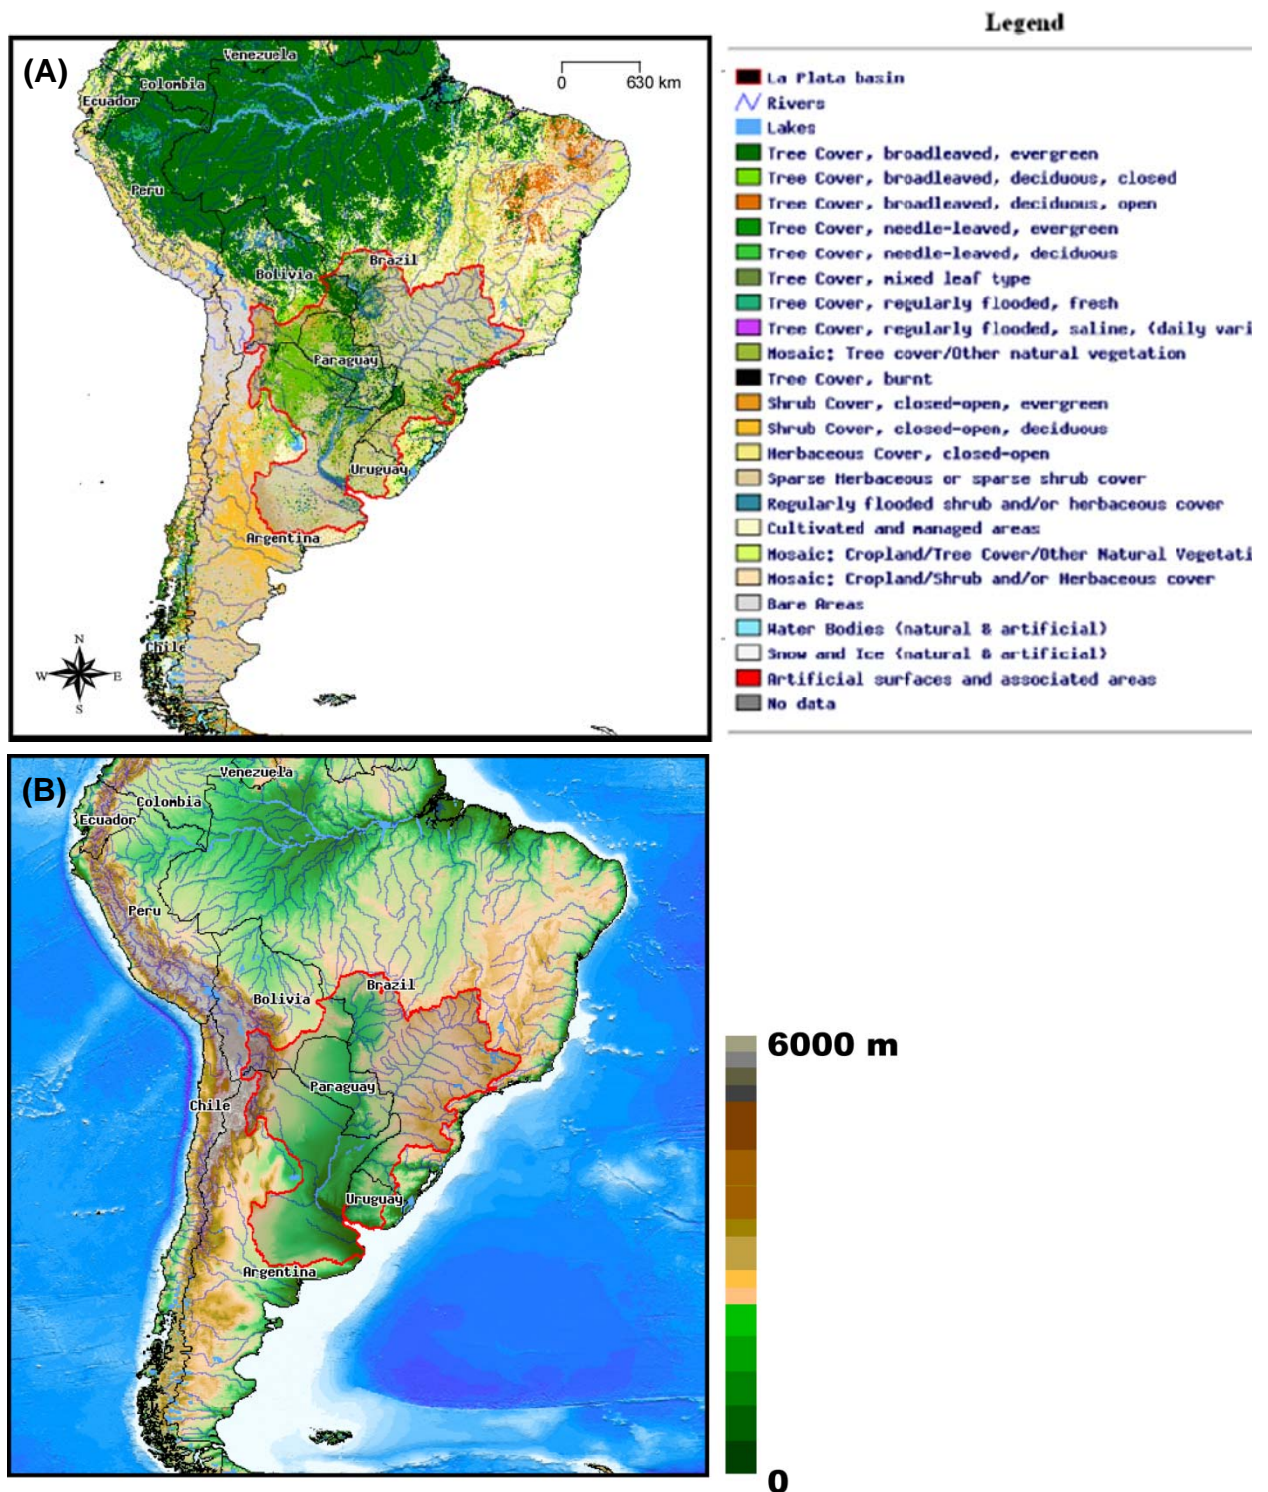 Legend
(A)
Venezuela
Colombia
Ecuador
Peru
Bolivia
Brazil
Paraguay
Uruguay
Argentina
Chile
0 630 km
N
W E
S
La Plata basin
Rivers
Lakes
Tree Cover, broadleaved, evergreen
Tree Cover, broadleaved, deciduous, closed
Tree Cover, broadleaved, deciduous, open
Tree Cover, needle-leaved, evergreen
Tree Cover, needle-leaved, deciduous
Tree Cover, mixed leaf type
Tree Cover, regularly flooded, fresh
Tree Cover, regularly flooded, saline, (daily vari
Mosaic: Tree cover/Other natural vegetation
Tree Cover, burnt
Shrub Cover, closed-open, evergreen
Shrub Cover, closed-open, deciduous
Herbaceous Cover, closed-open
Sparse Herbaceous or sparse shrub cover
Regularly flooded shrub and/or herbaceous cover
Cultivated and managed areas
Mosaic: Cropland/Tree Cover/Other Natural Vegetati
Mosaic: Cropland/Shrub and/or Herbaceous cover
Bare Areas
Water Bodies (natural & artificial)
Snow and Ice (natural & artificial)
Artificial surfaces and associated areas
No data
(B)
Venezuela
Colombia
Ecuador
Peru
Bolivia
Brazil
Paraguay
Chile
Uruguay
Argentina
6000 m
0